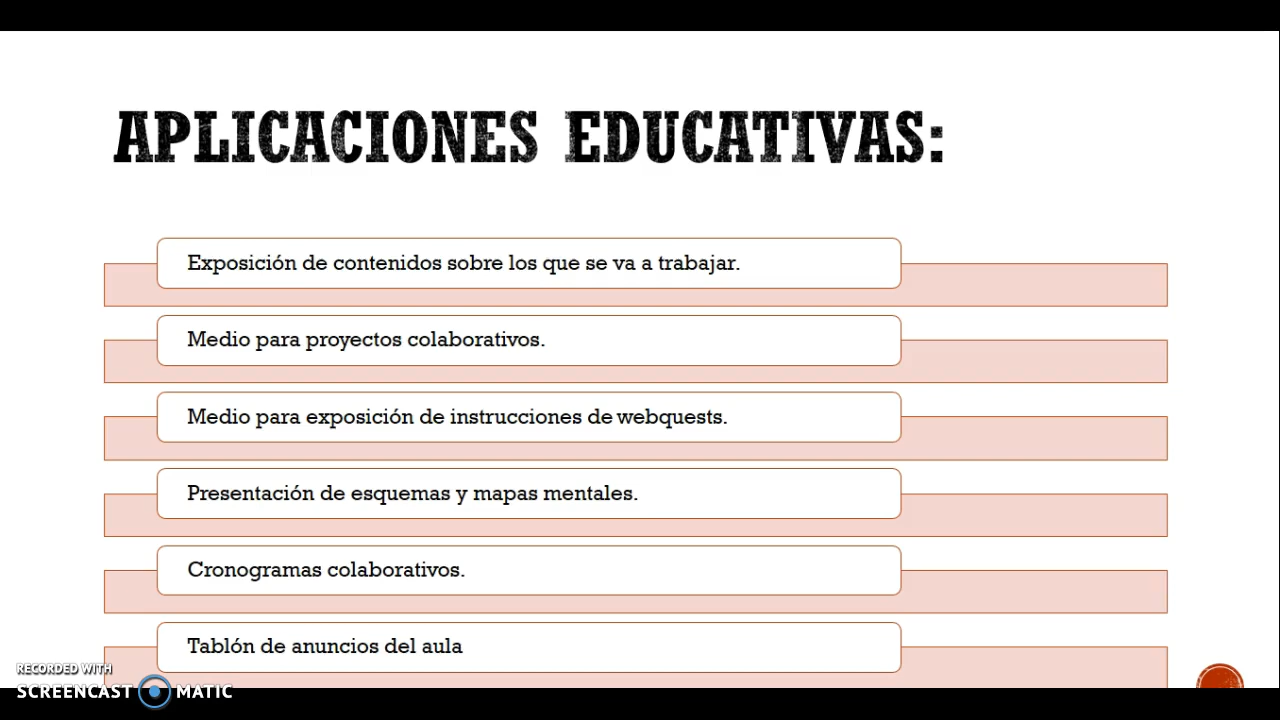 APLICACIONES EDUCATIVAS:
Exposición de contenidos sobre los que se va a trabajar.
Medio para proyectos colaborativos.
Medio para exposición de instrucciones de webquests.
Presentación de esquemas y mapas mentales.
Cronogramas colaborativos.
Tablón de anuncios del aula
RECORDED WITH
SCREENCAST MATIC